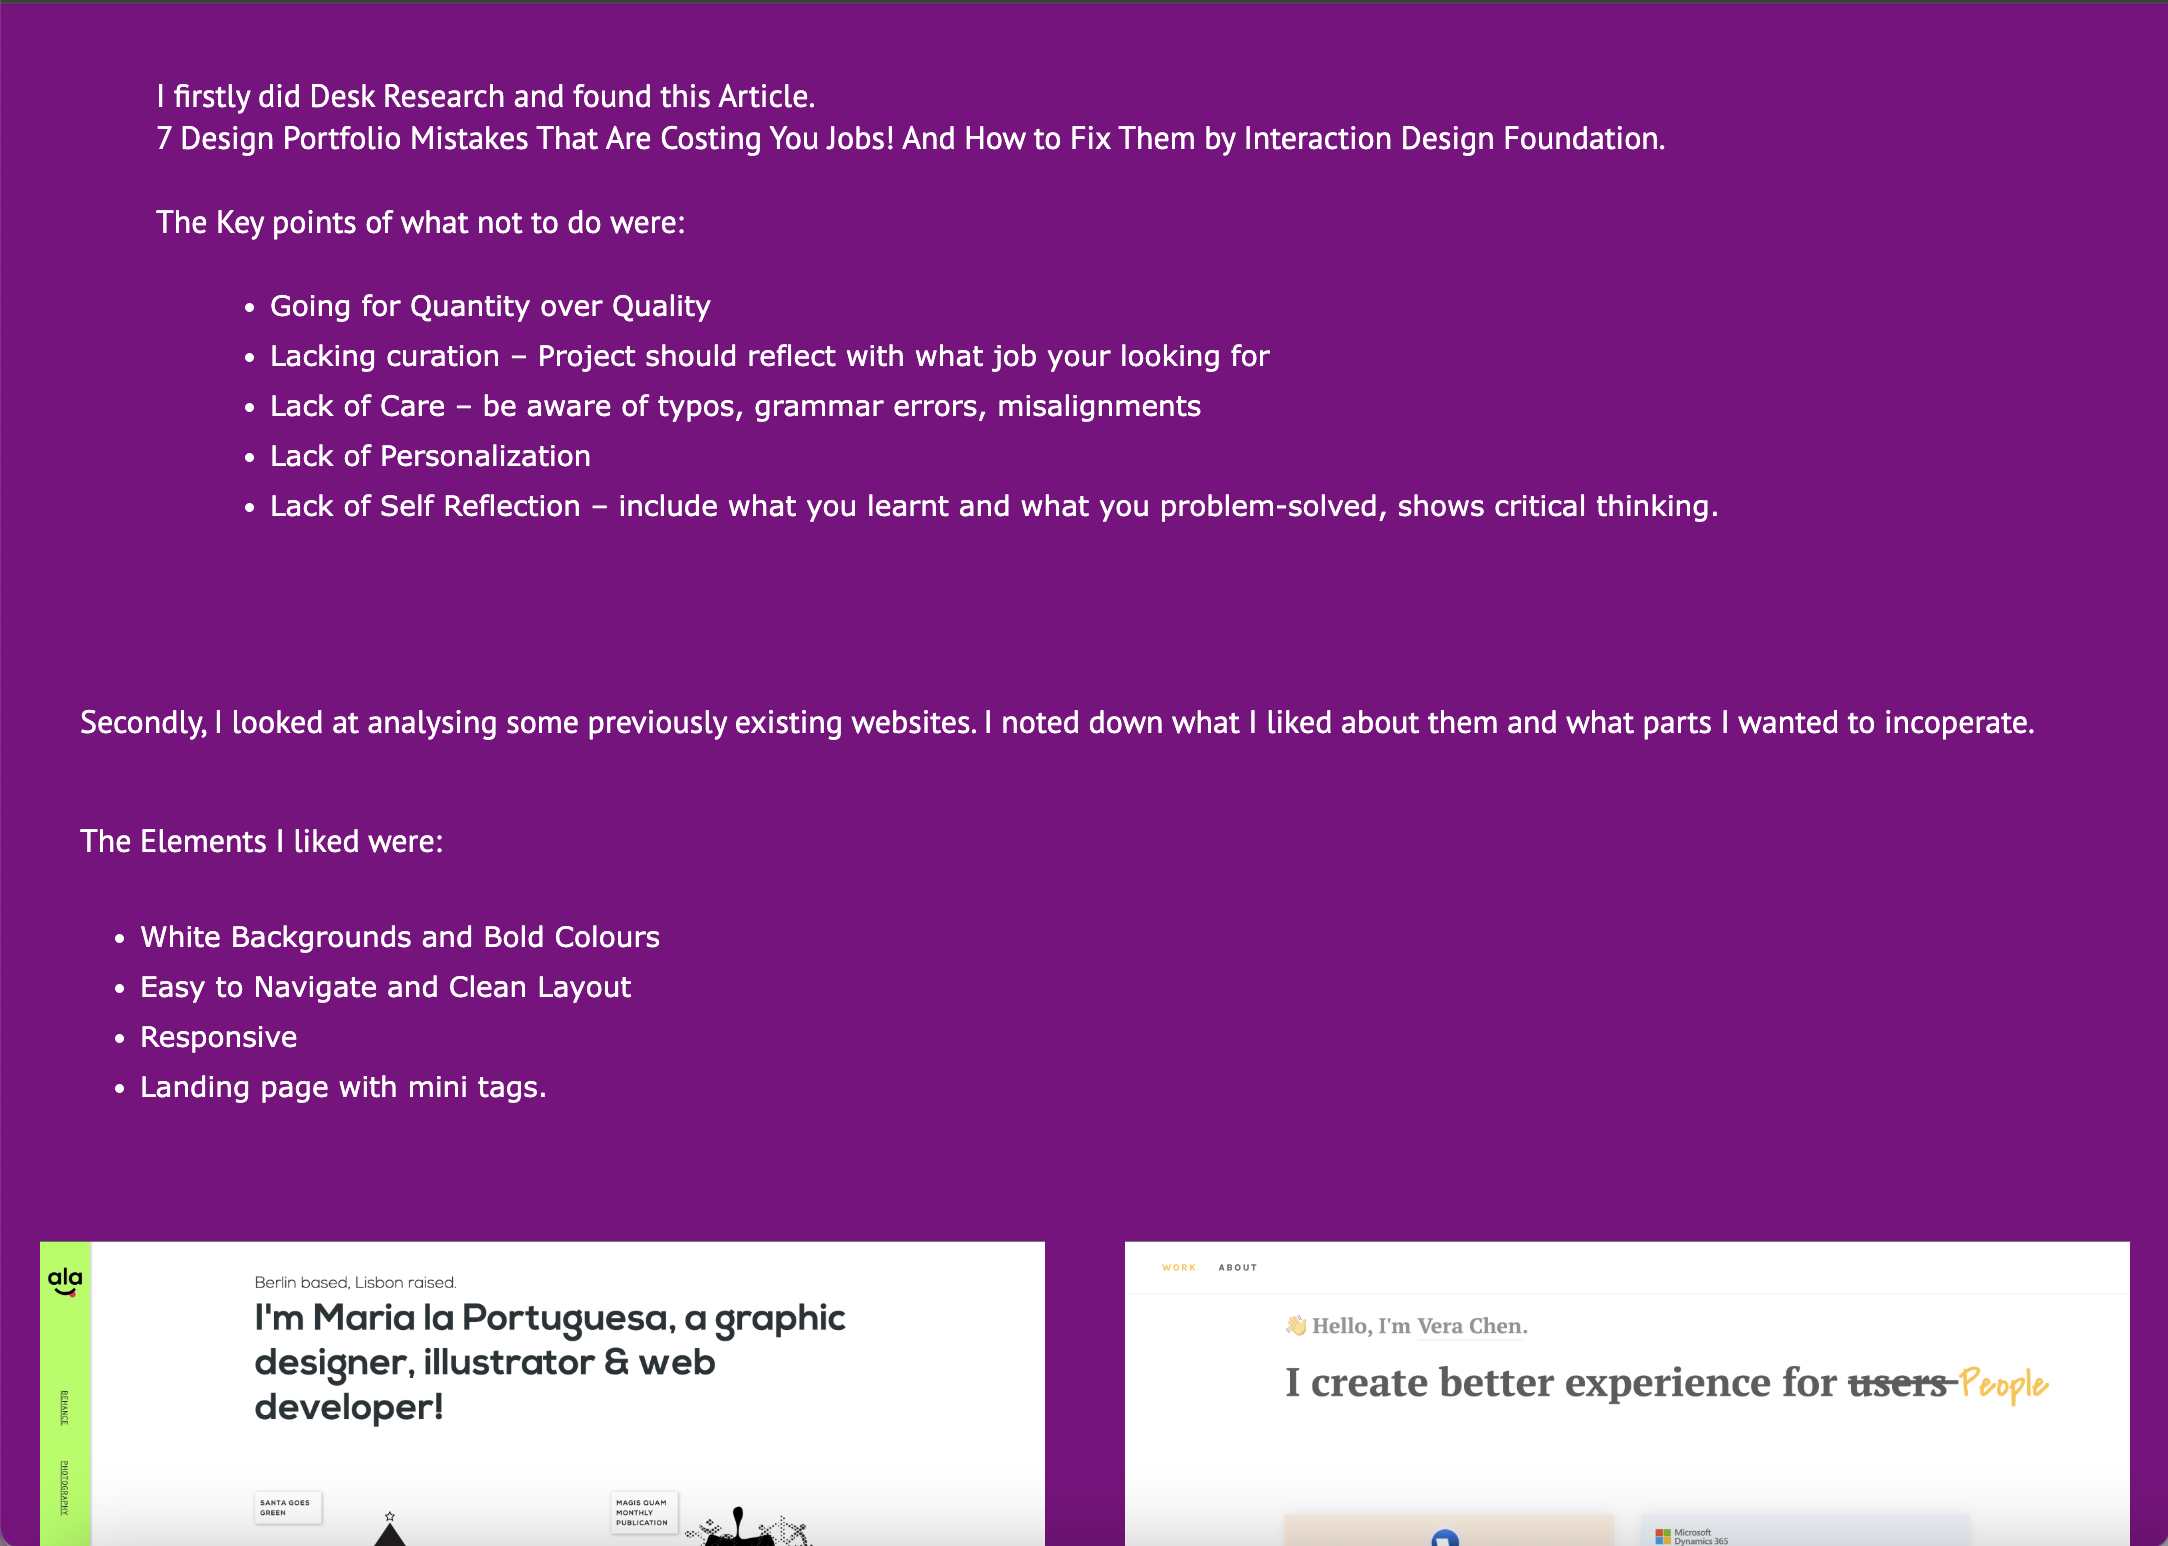 I firstly did Desk Research and found this Article.
7 Design Portfolio Mistakes That Are Costing You Jobs! And How to Fix Them by Interaction Design Foundation.
The Key points of what not to do were:
• Going for Quantity over Quality
• Lacking curation – Project should reflect with what job your looking for
• Lack of Care – be aware of typos, grammar errors, misalignments
• Lack of Personalization
• Lack of Self Reflection – include what you learnt and what you problem-solved, shows critical thinking.
Secondly, I looked at analysing some previously existing websites. I noted down what I liked about them and what parts I wanted to incoperate.
The Elements I liked were:
• White Backgrounds and Bold Colours
• Easy to Navigate and Clean Layout
• Responsive
• Landing page with mini tags.
ala
BEHANCE
PHOTOGRAPHY
Berlin based, Lisbon raised.
I'm Maria la Portuguesa, a graphic
designer, illustrator & web
developer!
SANTA GOES
GREEN
MAGIS QUAM
MONTHLY
PUBLICATION
WORK ABOUT
👋 Hello, I'm Vera Chen.
I create better experience for users People
Microsoft
Dynamics 365